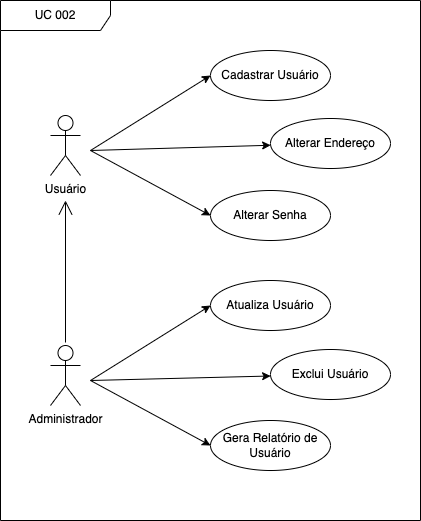 UC 002
Cadastrar Usuário
Alterar Endereço
Usuário
Alterar Senha
Atualiza Usuário
Exclui Usuário
Administrador
Gera Relatório de
Usuário